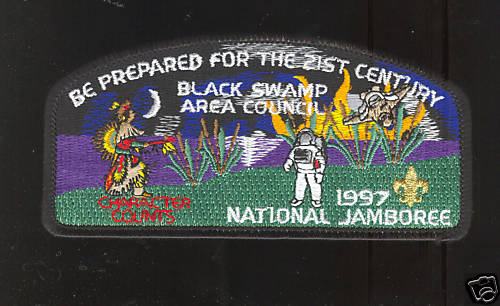 BE PREPARED FOR THE 21ST CENTURY
BLACK SWAMP
AREA COUNCIL
CHARACTER
COUNTS
1997
NATIONAL JAMBOREE